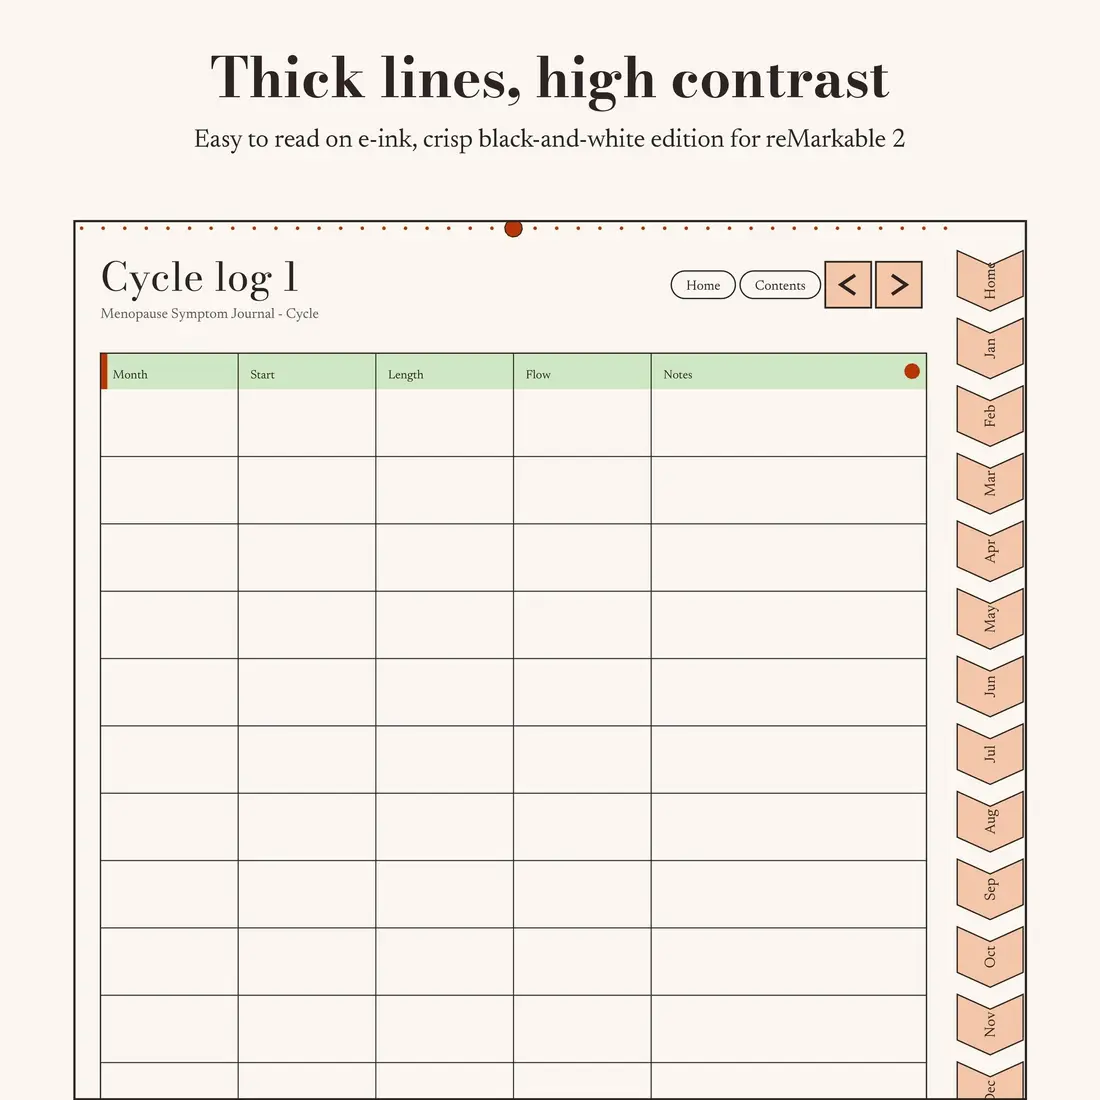 Thick lines, high contrast
Easy to read on e-ink, crisp black-and-white edition for reMarkable 2
Cycle log 1
Menopause Symptom Journal - Cycle
Home Contents < >
Month Start Length Flow Notes
Home
Jan
Feb
Mar
Apr
May
Jun
Jul
Aug
Sep
Oct
Nov
Dec